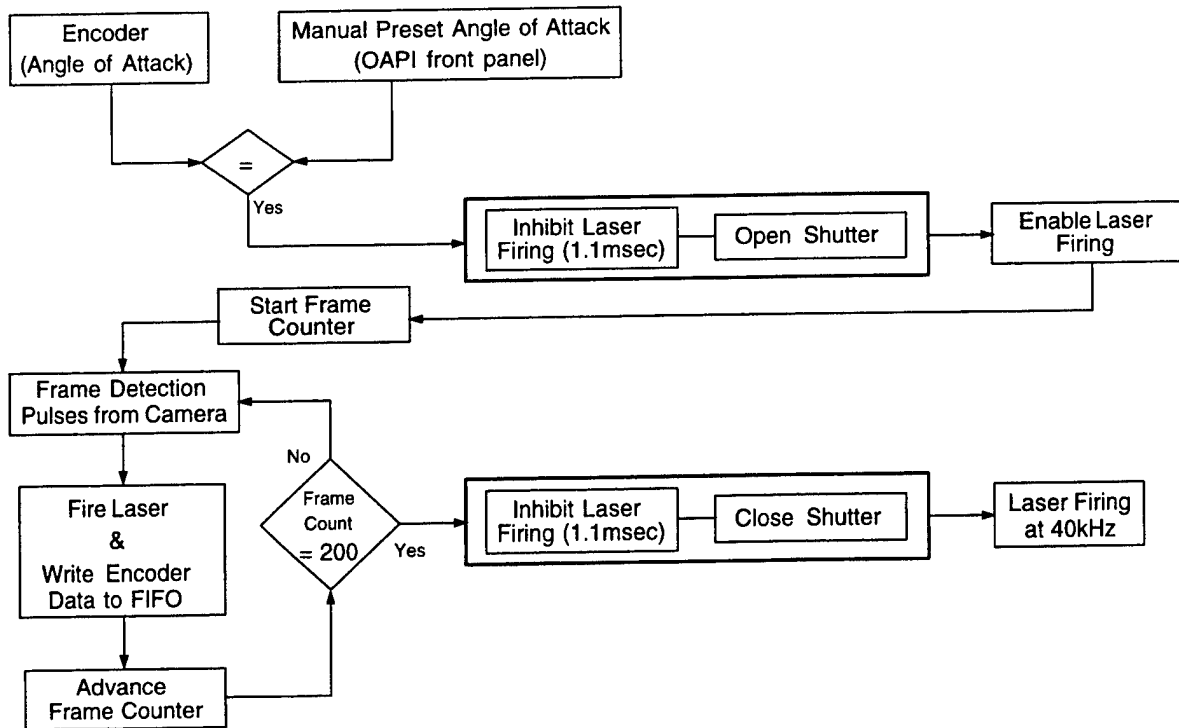 Encoder
(Angle of Attack)
Manual Preset Angle of Attack
(OAPI front panel)
=
Yes
Inhibit Laser
Firing (1.1msec)
Open Shutter
Enable Laser
Firing
Start Frame
Counter
Frame Detection
Pulses from Camera
No
Fire Laser
&
Write Encoder
Data to FIFO
Frame
Count
= 200
Yes
Inhibit Laser
Firing (1.1msec)
Close Shutter
Laser Firing
at 40kHz
Advance
Frame Counter